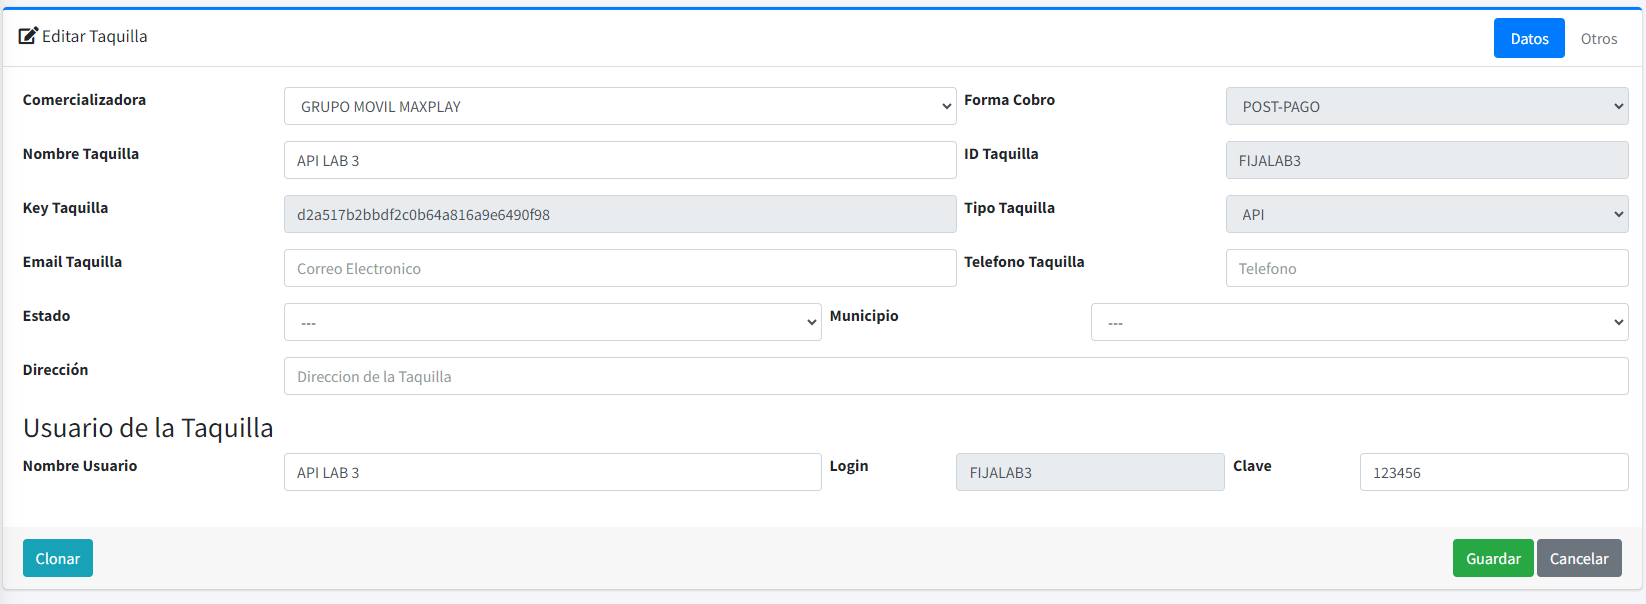 Editar Taquilla
Datos Otros
Comercializadora GRUPO MOVIL MAXPLAY Forma Cobro POST-PAGO
Nombre Taquilla API LAB 3 ID Taquilla FIJALAB3
Key Taquilla d2a517b2bbdf2c0b64a816a9e6490f98 Tipo Taquilla API
Email Taquilla Correo Electronico Telefono Taquilla Telefono
Estado --- Municipio ---
Dirección Direccion de la Taquilla
Usuario de la Taquilla
Nombre Usuario API LAB 3 Login FIJALAB3 Clave 123456
Clonar Guardar Cancelar